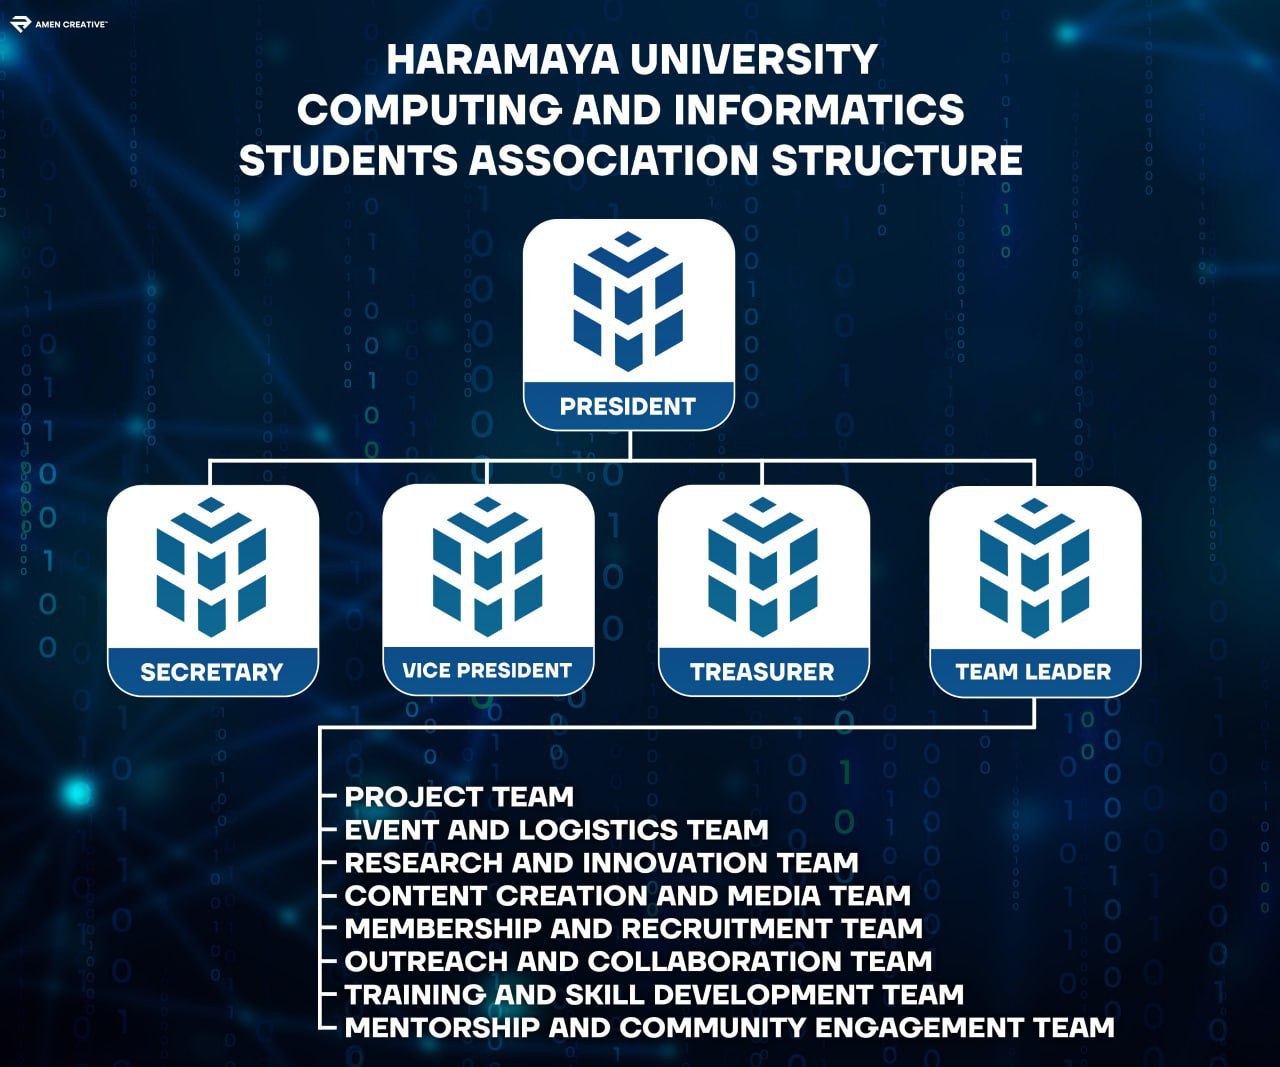 AMEN CREATIVE™
HARAMAYA UNIVERSITY
COMPUTING AND INFORMATICS
STUDENTS ASSOCIATION STRUCTURE
PRESIDENT
SECRETARY
VICE PRESIDENT
TREASURER
TEAM LEADER
PROJECT TEAM
EVENT AND LOGISTICS TEAM
RESEARCH AND INNOVATION TEAM
CONTENT CREATION AND MEDIA TEAM
MEMBERSHIP AND RECRUITMENT TEAM
OUTREACH AND COLLABORATION TEAM
TRAINING AND SKILL DEVELOPMENT TEAM
MENTORSHIP AND COMMUNITY ENGAGEMENT TEAM